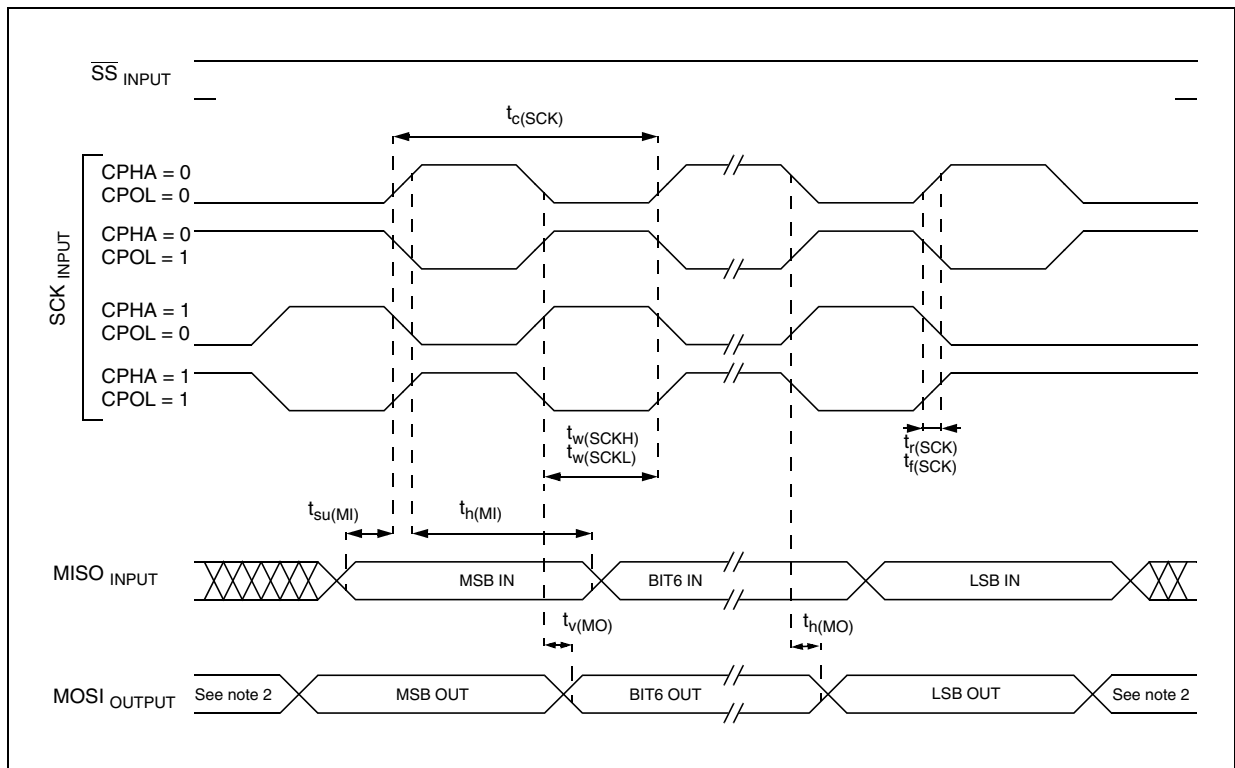 SS INPUT
tc(SCK)
SCK INPUT
CPHA = 0
CPOL = 0
CPHA = 0
CPOL = 1
CPHA = 1
CPOL = 0
CPHA = 1
CPOL = 1
tw(SCKH)
tw(SCKL)
tr(SCK)
tf(SCK)
tsu(MI)
th(MI)
MISO INPUT
MSB IN
BIT6 IN
LSB IN
tv(MO)
th(MO)
MOSI OUTPUT
See note 2
MSB OUT
BIT6 OUT
LSB OUT
See note 2